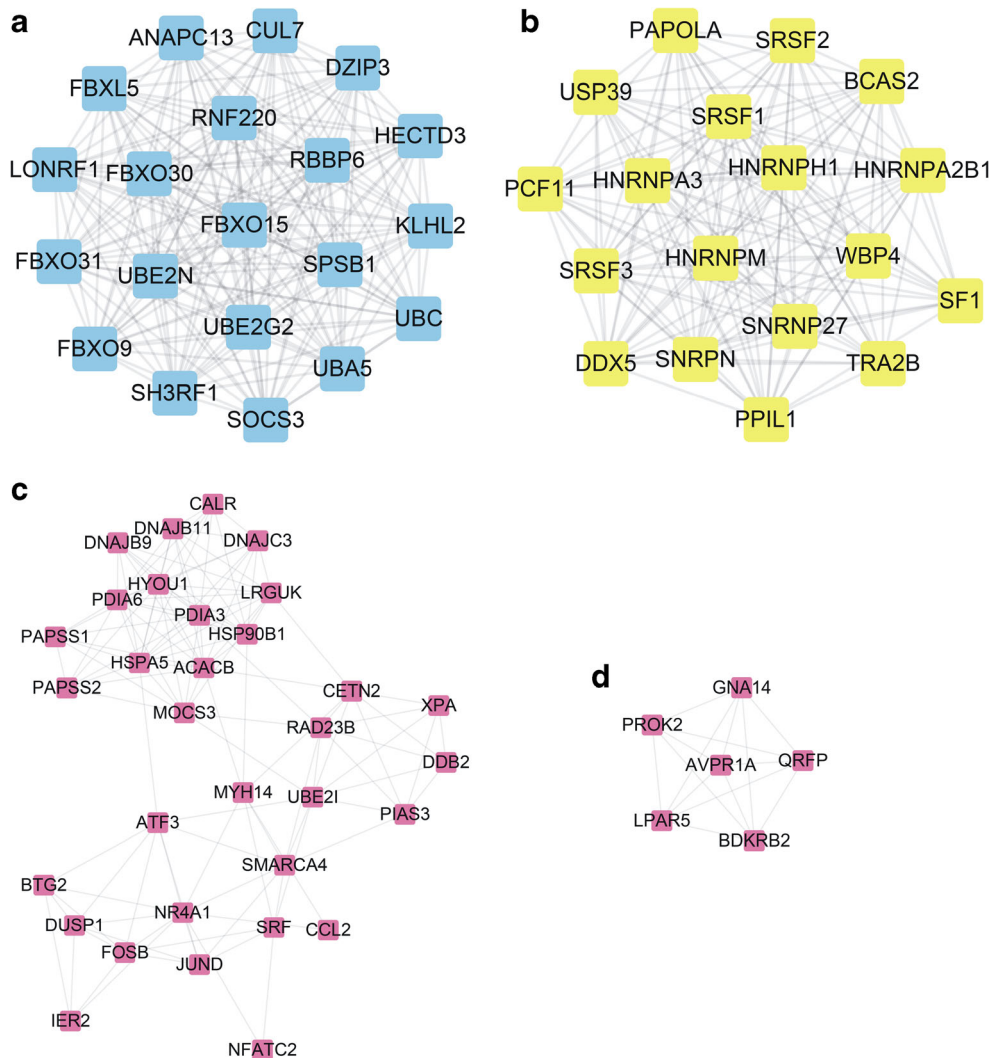 a
CUL7
ANAPC13
DZIP3
FBXL5
RNF220
HECTD3
RBBP6
LONRF1
FBXO30
FBXO15
KLHL2
FBXO31
UBE2N
SPSB1
UBC
UBE2G2
FBXO9
UBA5
SH3RF1
SOCS3
b
PAPOLA
SRSF2
BCAS2
USP39
SRSF1
HNRNPH1
HNRNPA2B1
PCF11
HNRNPA3
HNRNPM
WBP4
SRSF3
SF1
SNRNP27
DDX5
SNRPN
TRA2B
PPIL1
c
CALR
DNAJB11
DNAJB9
DNAJC3
HYOU1
LRGUK
PDIA6
PDIA3
PAPSS1
HSP90B1
HSPA5
ACACB
PAPSS2
CETN2
MOCS3
XPA
RAD23B
DDB2
MYH14
UBE2I
PIAS3
ATF3
SMARCA4
BTG2
NR4A1
DUSP1
SRF
CCL2
FOSB
JUND
IER2
NFATC2
d
GNA14
PROK2
AVPR1A
QRFP
LPAR5
BDKRB2